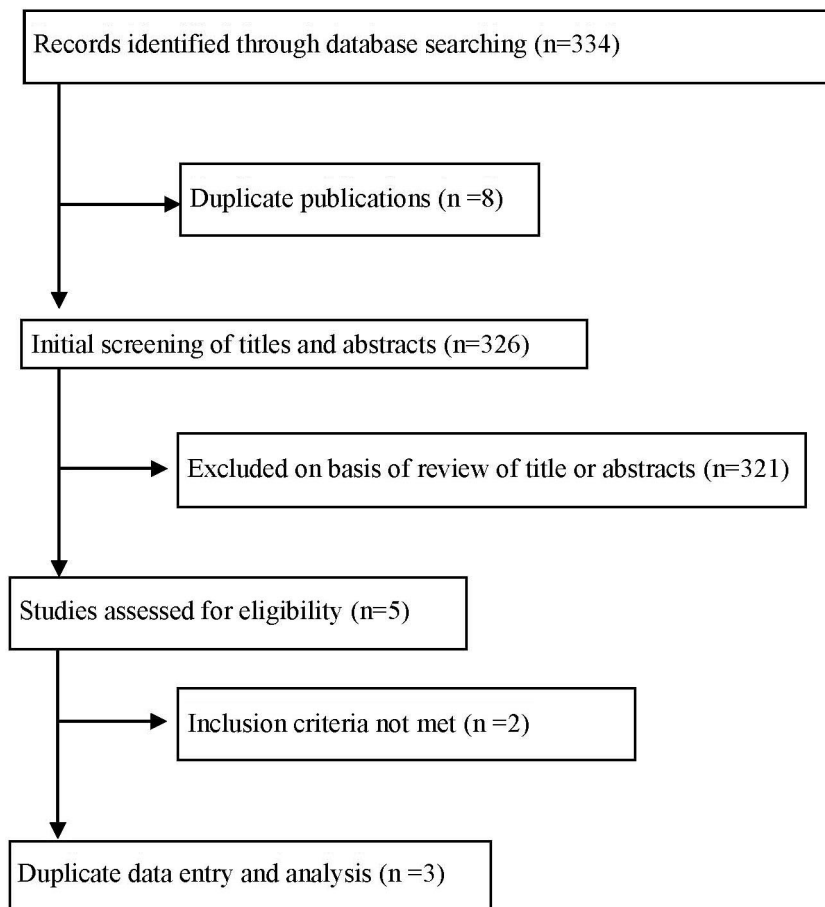 Records identified through database searching (n=334)
Duplicate publications (n =8)
Initial screening of titles and abstracts (n=326)
Excluded on basis of review of title or abstracts (n=321)
Studies assessed for eligibility (n=5)
Inclusion criteria not met (n =2)
Duplicate data entry and analysis (n =3)